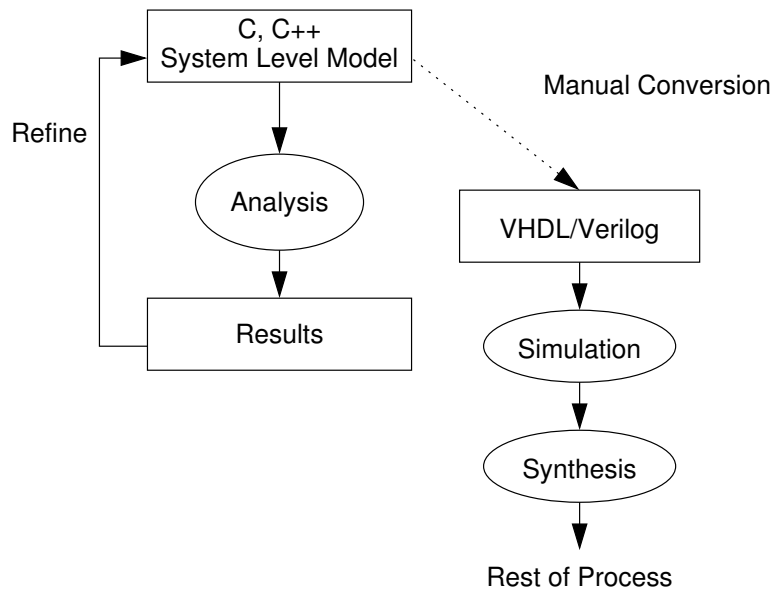 C, C++
System Level Model
Manual Conversion
Refine
Analysis
VHDL/Verilog
Results
Simulation
Synthesis
Rest of Process